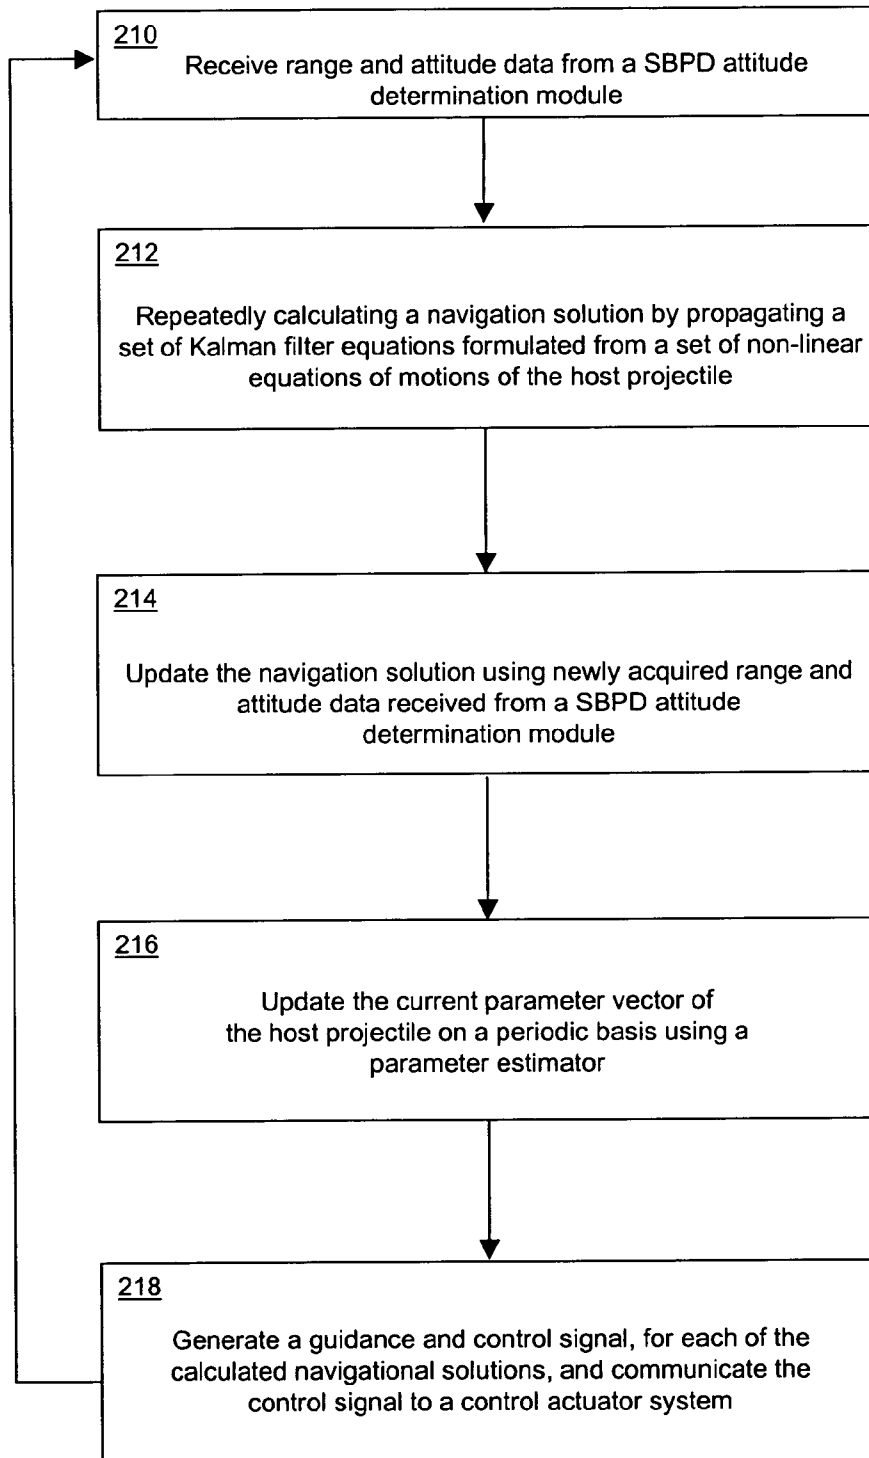 210
Receive range and attitude data from a SBPD attitude
determination module
212
Repeatedly calculating a navigation solution by propagating a
set of Kalman filter equations formulated from a set of non-linear
equations of motions of the host projectile
214
Update the navigation solution using newly acquired range and
attitude data received from a SBPD attitude
determination module
216
Update the current parameter vector of
the host projectile on a periodic basis using a
parameter estimator
218
Generate a guidance and control signal, for each of the
calculated navigational solutions, and communicate the
control signal to a control actuator system